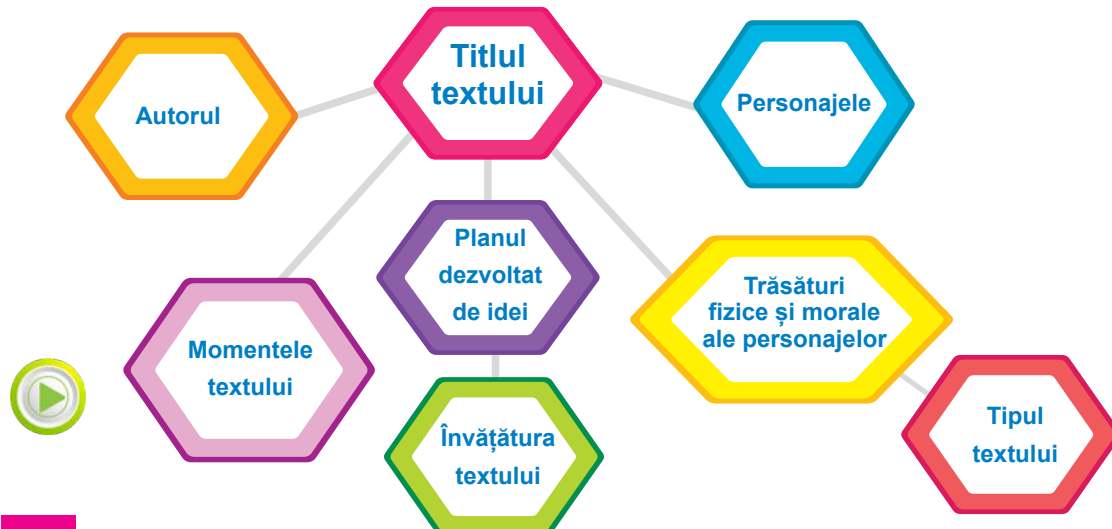 Titlul
textului
Autorul
Personajele
Planul
dezvoltat
de idei
Trăsături
fizice și morale
ale personajelor
Momentele
textului
Învățătura
textului
Tipul
textului